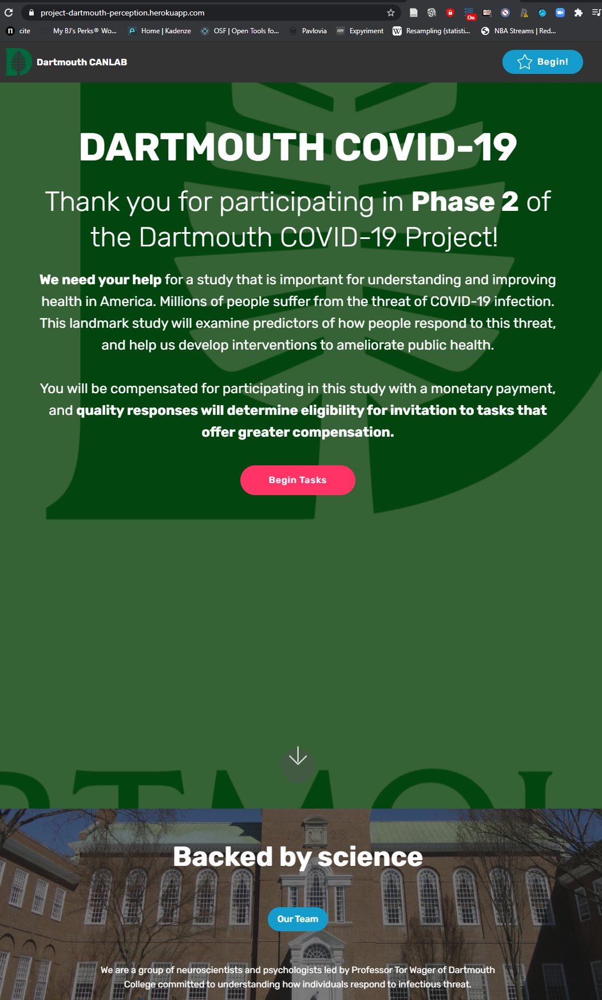 project-dartmouth-perception.herokuapp.com
On
cite
My BJ's Perks® Wo...
Home | Kadenze
OSF | Open Tools fo...
Pavlovia
XPY
Expyriment
W
Resampling (statisti...
NBA Streams | Red...
Dartmouth CANLAB
Begin!
DARTMOUTH COVID-19
Thank you for participating in Phase 2 of
the Dartmouth COVID-19 Project!
We need your help for a study that is important for understanding and improving
health in America. Millions of people suffer from the threat of COVID-19 infection.
This landmark study will examine predictors of how people respond to this threat,
and help us develop interventions to ameliorate public health.
You will be compensated for participating in this study with a monetary payment,
and quality responses will determine eligibility for invitation to tasks that
offer greater compensation.
Begin Tasks
RTMOU
1928
Backed by science
Our Team
We are a group of neuroscientists and psychologists led by Professor Tor Wager of Dartmouth
College committed to understanding how individuals respond to infectious threat.